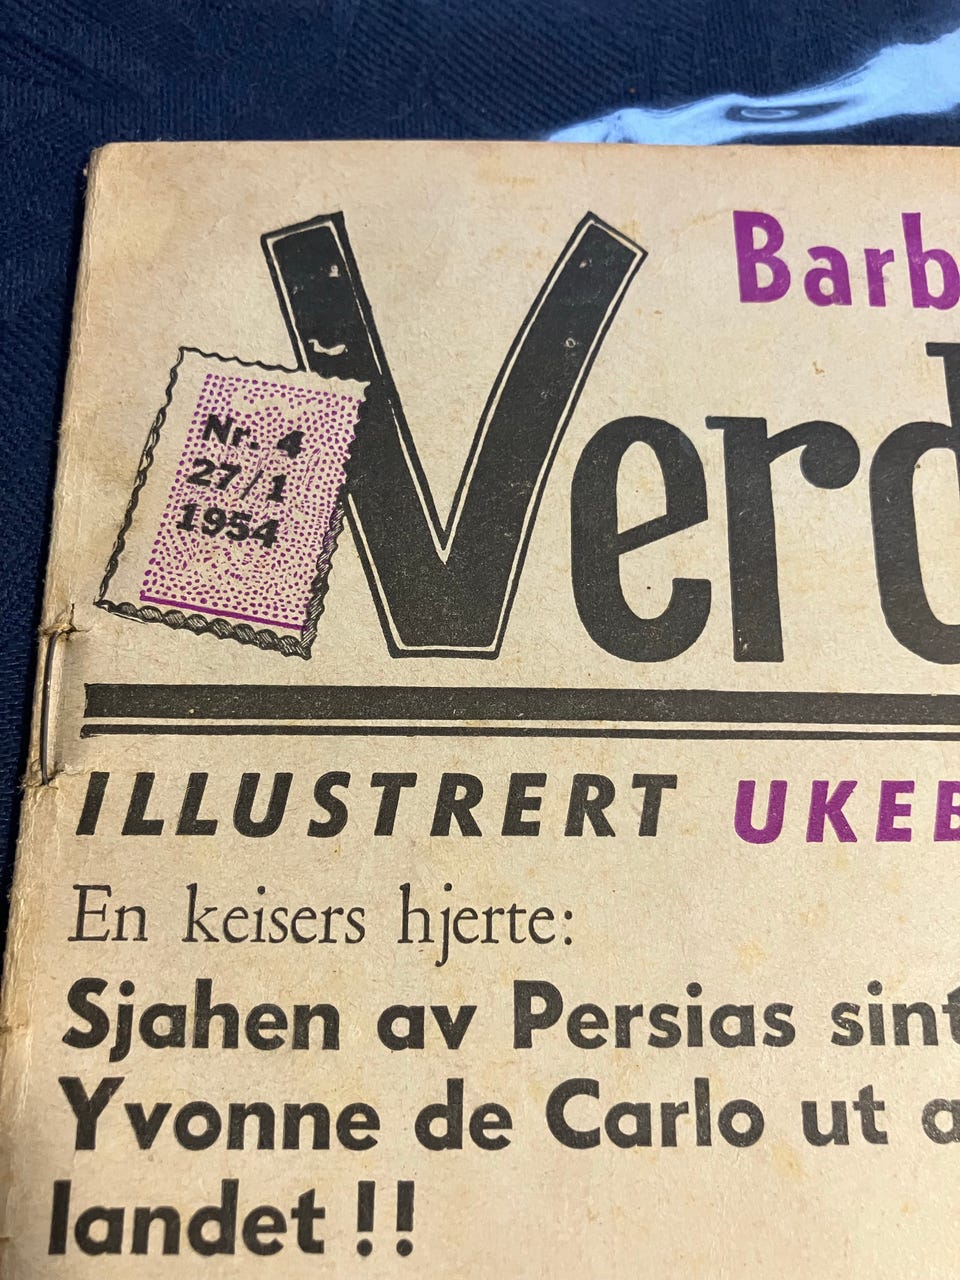 Barb
Verd
Nr. 4
27/1
1954
ILLUSTRERT UKEB
En keisers hjerte:
Sjahen av Persias sint
Yvonne de Carlo ut a
landet !!